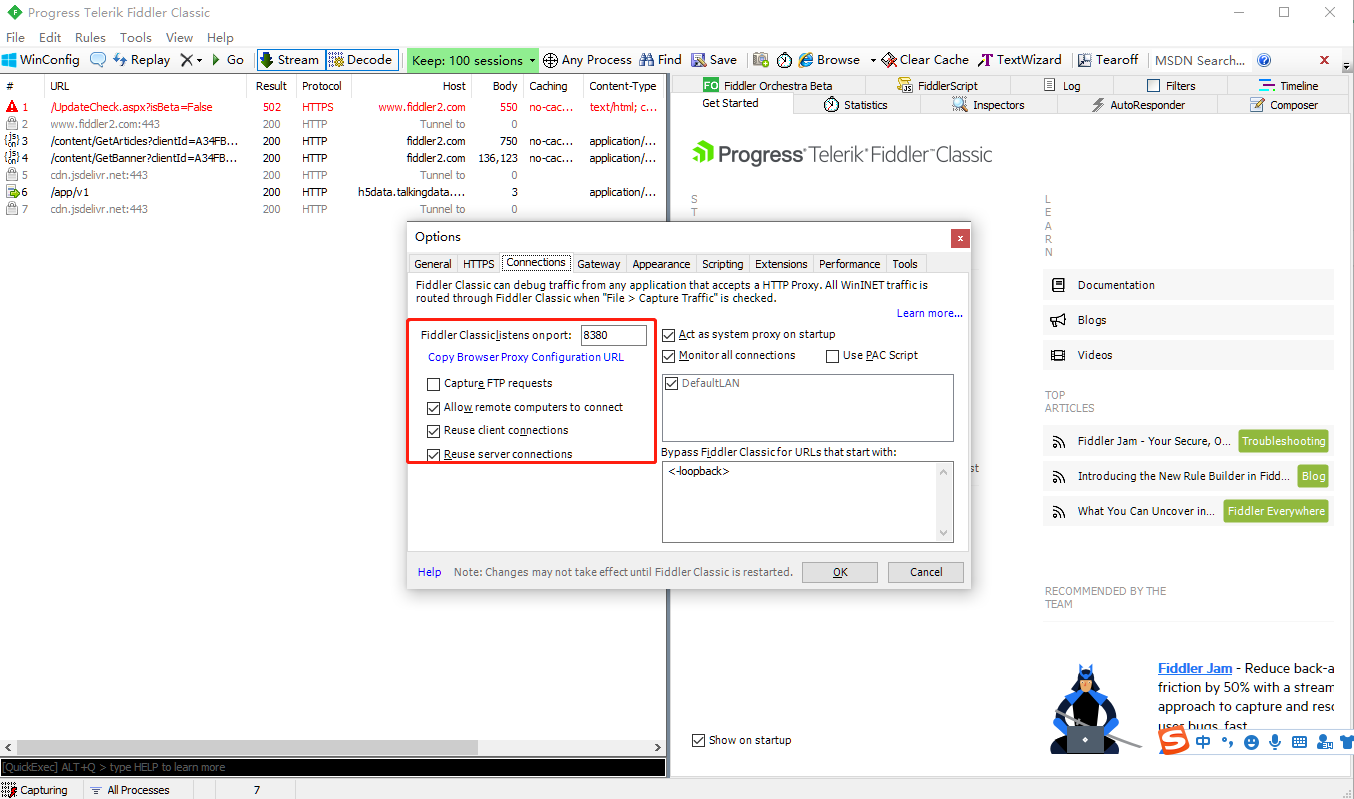 Progress Telerik Fiddler Classic
File Edit Rules Tools View Help
WinConfig Replay Go Stream Decode Keep: 100 sessions Any Process Find Save Browse Clear Cache TextWizard Tearoff MSDN Search...
# URL Result Protocol Host Body Caching Content-Type
1 /UpdateCheck.aspx?isBeta=False 502 HTTPS www.fiddler2.com 550 no-cac... text/html; c...
2 www.fiddler2.com:443 200 HTTP Tunnel to 0
3 /content/GetArticles?clientId=A34FB... 200 HTTP fiddler2.com 750 no-cac... application/...
4 /content/GetBanner?clientId=A34FB... 200 HTTP fiddler2.com 136,123 no-cac... application/...
5 cdn.jsdelivr.net:443 200 HTTP Tunnel to 0
6 /app/v1 200 HTTP h5data.talkingdata.... 3 application/...
7 cdn.jsdelivr.net:443 200 HTTP Tunnel to 0
FO Fiddler Orchestra Beta FiddlerScript Log Filters Timeline
Get Started Statistics Inspectors AutoResponder Composer
Progress Telerik Fiddler Classic
S
T
L
E
A
R
N
Documentation
Blogs
Videos
TOP
ARTICLES
Fiddler Jam - Your Secure, O... Troubleshooting
Introducing the New Rule Builder in Fidd... Blog
What You Can Uncover in... Fiddler Everywhere
RECOMMENDED BY THE
TEAM
Fiddler Jam - Reduce back-a
friction by 50% with a stream
approach to capture and reso
user bugs, fast
Show on startup
Options
General HTTPS Connections Gateway Appearance Scripting Extensions Performance Tools
Fiddler Classic can debug traffic from any application that accepts a HTTP Proxy. All WinINET traffic is
routed through Fiddler Classic when "File > Capture Traffic" is checked.
Learn more...
Fiddler Classic listens on port: 8380
Copy Browser Proxy Configuration URL
Capture FTP requests
Allow remote computers to connect
Reuse client connections
Reuse server connections
Act as system proxy on startup
Monitor all connections Use PAC Script
DefaultLAN
Bypass Fiddler Classic for URLs that start with:
<-loopback>
Help Note: Changes may not take effect until Fiddler Classic is restarted. OK Cancel
st
中
[QuickExec] ALT+Q > type HELP to learn more
Capturing All Processes 7